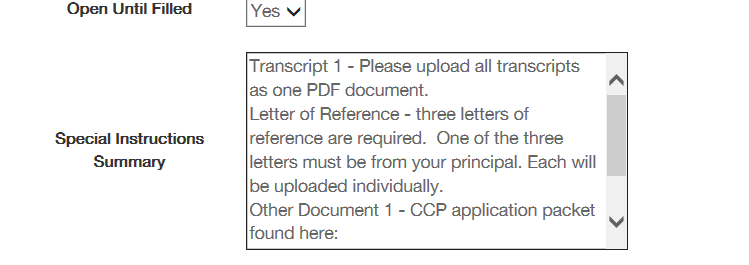 Open Until Filled
Yes
Special Instructions
Summary
Transcript 1 - Please upload all transcripts
as one PDF document.
Letter of Reference - three letters of
reference are required.  One of the three
letters must be from your principal. Each will
be uploaded individually.
Other Document 1 - CCP application packet
found here: